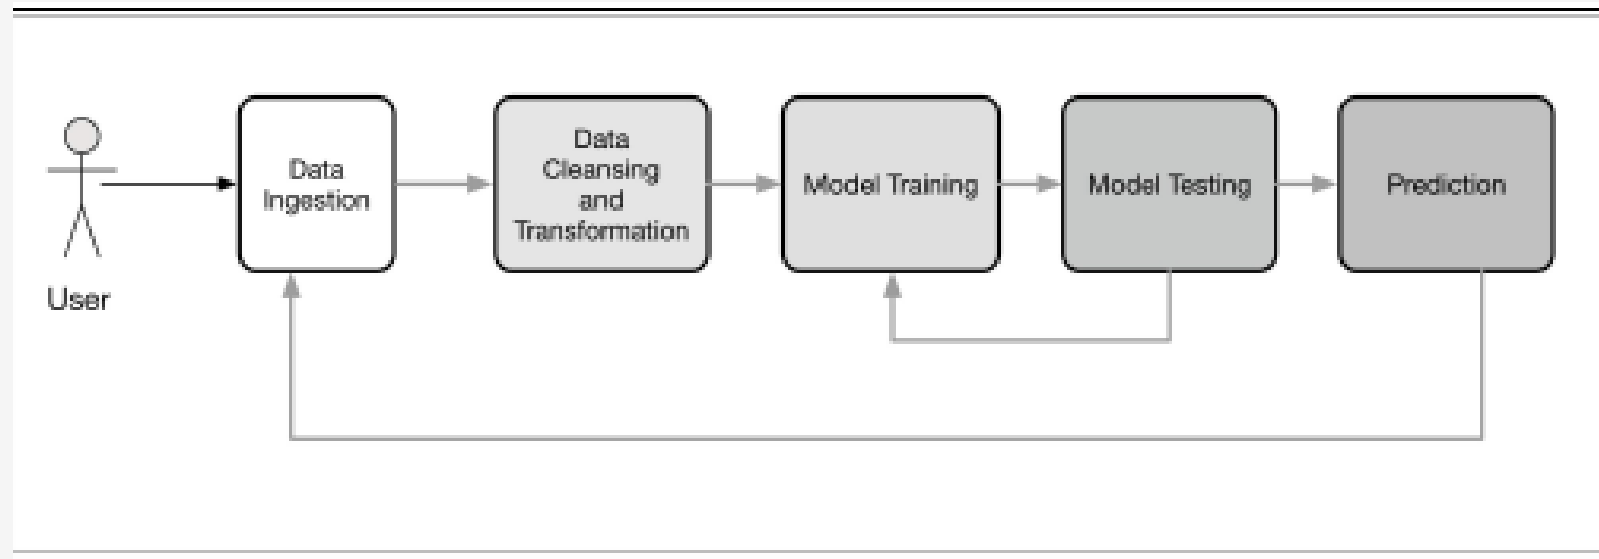 User
Data
Ingestion
Data
Cleansing
and
Transformation
Model Training
Model Testing
Prediction